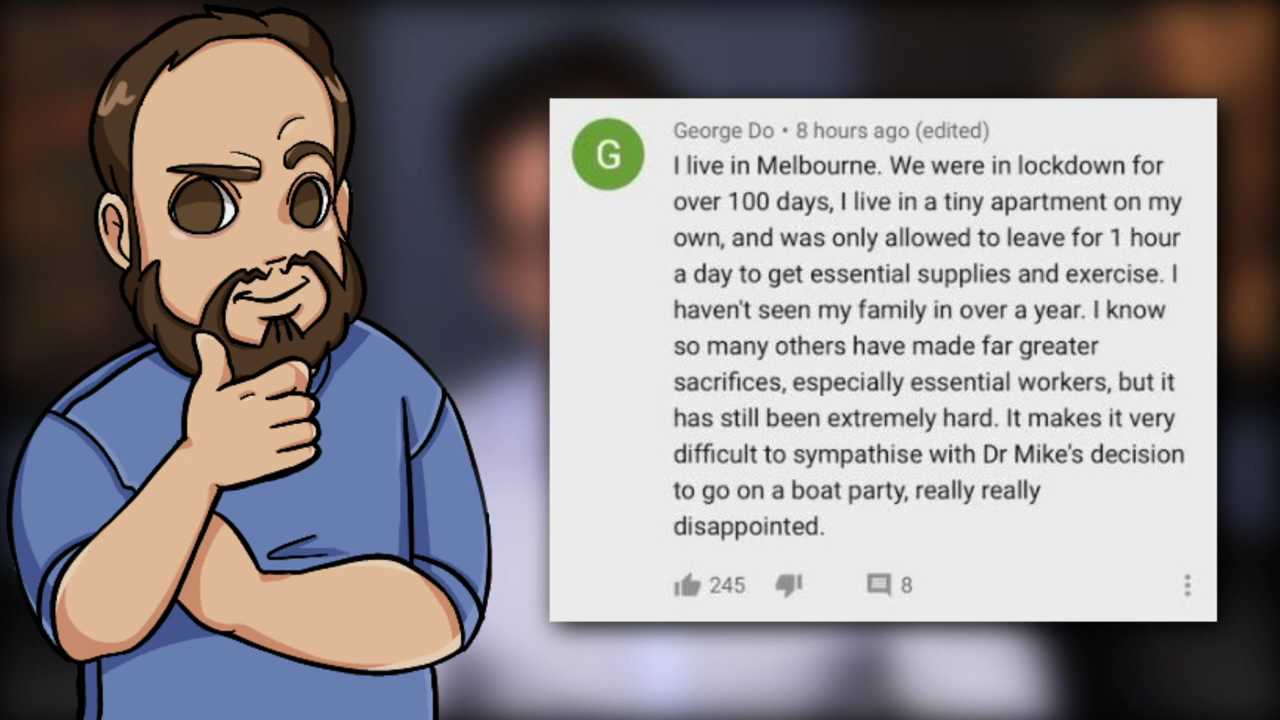 G
George Do • 8 hours ago (edited)
I live in Melbourne. We were in lockdown for
over 100 days, I live in a tiny apartment on my
own, and was only allowed to leave for 1 hour
a day to get essential supplies and exercise. I
haven't seen my family in over a year. I know
so many others have made far greater
sacrifices, especially essential workers, but it
has still been extremely hard. It makes it very
difficult to sympathise with Dr Mike's decision
to go on a boat party, really really
disappointed.
245 8